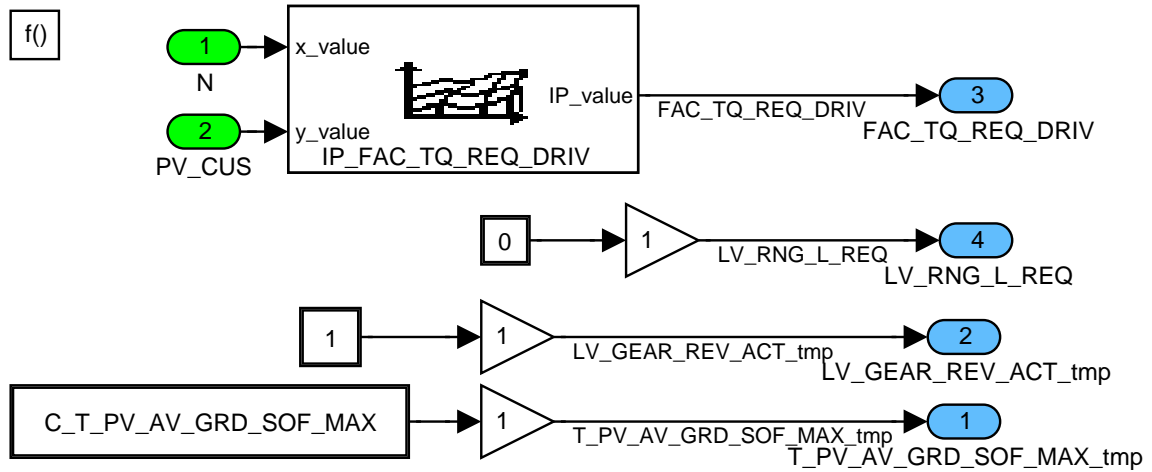 f()
1
N
x_value
2
PV_CUS
y_value
IP_value
IP_FAC_TQ_REQ_DRIV
FAC_TQ_REQ_DRIV
3
FAC_TQ_REQ_DRIV
0
1
LV_RNG_L_REQ
4
LV_RNG_L_REQ
1
1
LV_GEAR_REV_ACT_tmp
2
LV_GEAR_REV_ACT_tmp
C_T_PV_AV_GRD_SOF_MAX
1
T_PV_AV_GRD_SOF_MAX_tmp
1
T_PV_AV_GRD_SOF_MAX_tmp